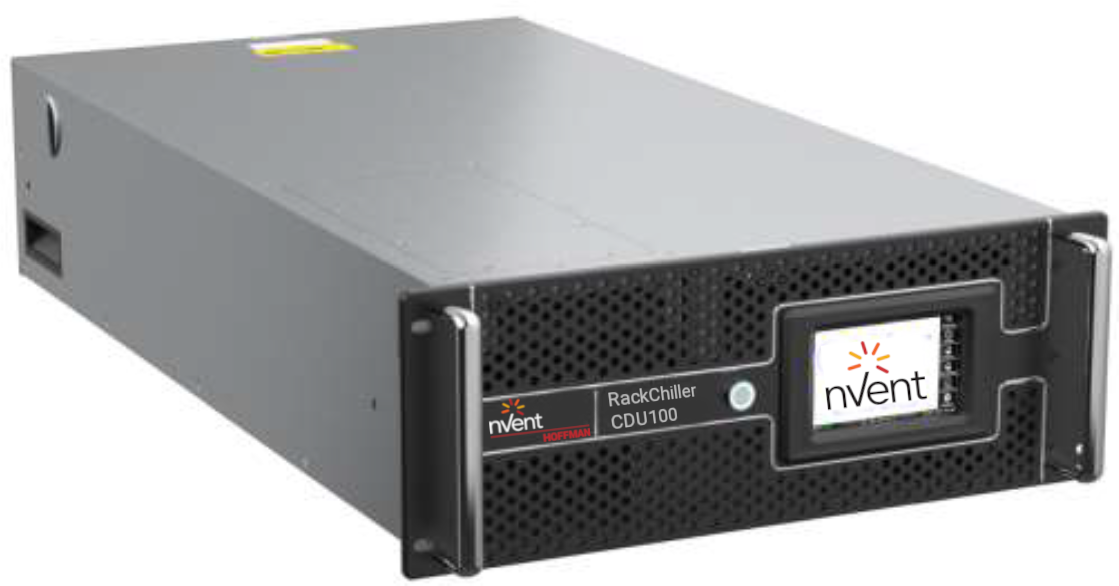 nVent
HOFFMAN
RackChiller
CDU100
nVent